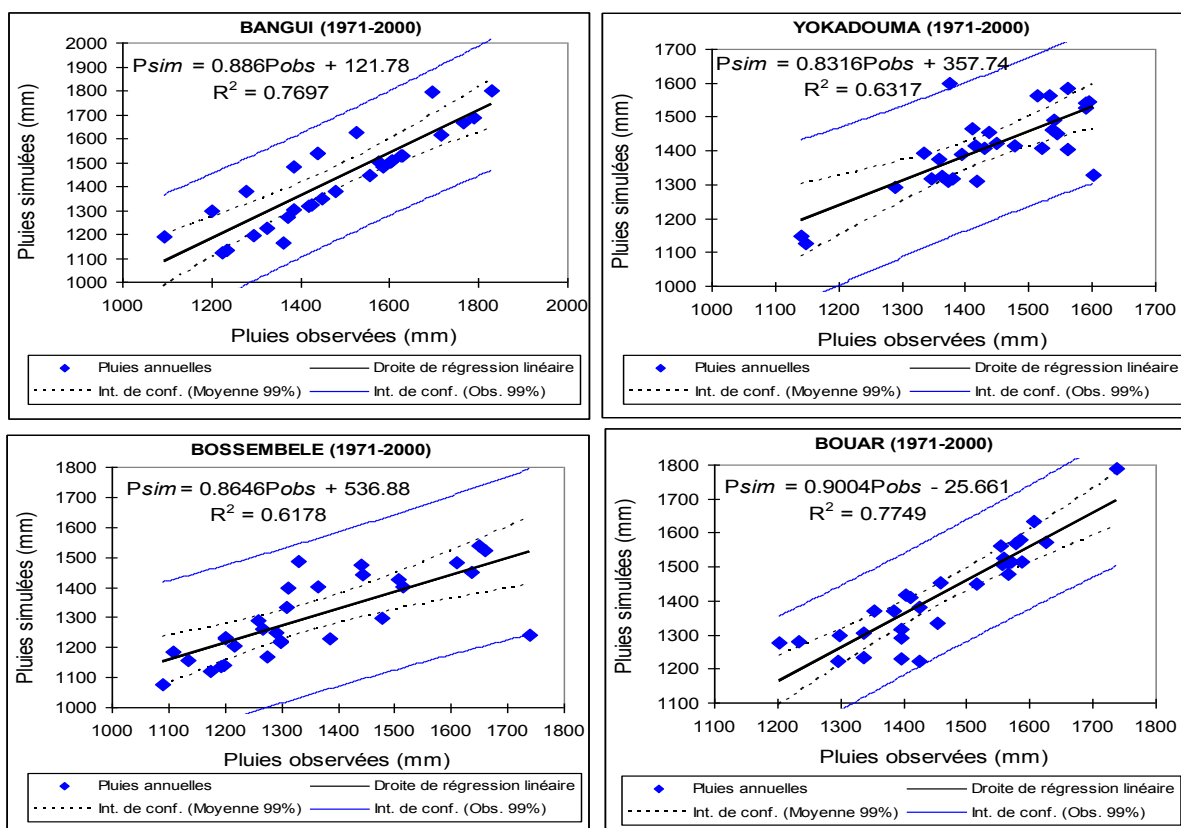 BANGUI (1971-2000)
Psim = 0.886Pobs + 121.78
R² = 0.7697
Pluies simulées (mm)
2000
1900
1800
1700
1600
1500
1400
1300
1200
1100
1000
1000 1200 1400 1600 1800 2000
Pluies observées (mm)
Pluies annuelles
Droite de régression linéaire
Int. de conf. (Moyenne 99%)
Int. de conf. (Obs. 99%)
YOKADOUMA (1971-2000)
Psim = 0.8316Pobs + 357.74
R² = 0.6317
Pluies simulées (mm)
1700
1600
1500
1400
1300
1200
1100
1000
1000 1100 1200 1300 1400 1500 1600 1700
Pluies observées (mm)
Pluies annuelles
Droite de régression linéaire
Int. de conf. (Moyenne 99%)
Int. de conf. (Obs. 99%)
BOSSEMBELE (1971-2000)
Psim = 0.8646Pobs + 536.88
R² = 0.6178
Pluies simulées (mm)
1800
1700
1600
1500
1400
1300
1200
1100
1000
1000 1100 1200 1300 1400 1500 1600 1700 1800
Pluies observées (mm)
Pluies annuelles
Droite de régression linéaire
Int. de conf. (Moyenne 99%)
Int. de conf. (Obs. 99%)
BOUAR (1971-2000)
Psim = 0.9004Pobs - 25.661
R² = 0.7749
Pluies simulées (mm)
1800
1700
1600
1500
1400
1300
1200
1100
1100 1200 1300 1400 1500 1600 1700 1800
Pluies observées (mm)
Pluies annuelles
Droite de régression linéaire
Int. de conf. (Moyenne 99%)
Int. de conf. (Obs. 99%)